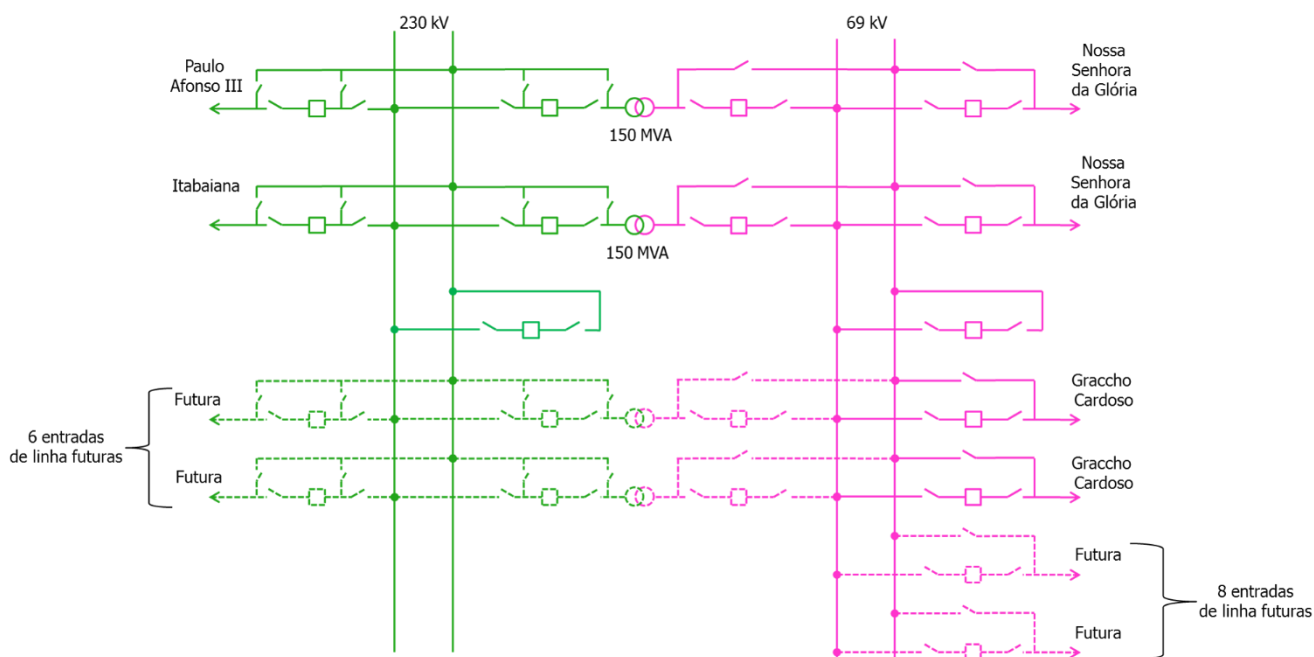 230 kV
69 kV
Paulo
Afonso III
Nossa
Senhora
da Glória
150 MVA
Itabaiana
Nossa
Senhora
da Glória
150 MVA
Futura
Graccho
Cardoso
6 entradas
de linha futuras
Futura
Graccho
Cardoso
Futura
8 entradas
de linha futuras
Futura